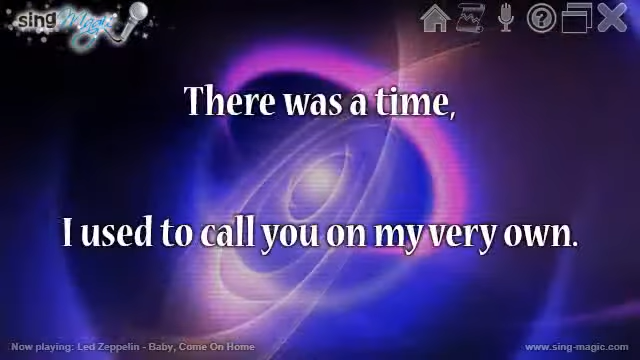 sing
Magic
There was a time,
I used to call you on my very own.
Now playing: Led Zeppelin - Baby, Come On Home
www.sing-magic.com